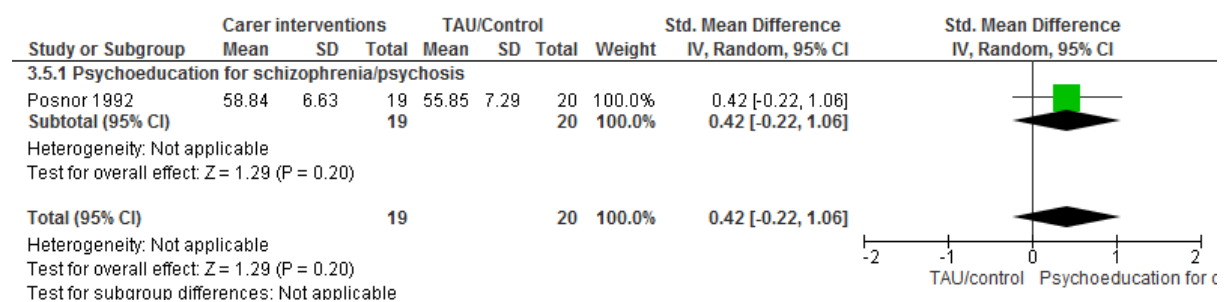 Carer interventions TAU/Control Std. Mean Difference Std. Mean Difference
Study or Subgroup Mean SD Total Mean SD Total Weight IV, Random, 95% CI IV, Random, 95% CI
3.5.1 Psychoeducation for schizophrenia/psychosis
Posnor 1992 58.84 6.63 19 55.85 7.29 20 100.0% 0.42 [-0.22, 1.06]
Subtotal (95% CI) 19 20 100.0% 0.42 [-0.22, 1.06]
Heterogeneity: Not applicable
Test for overall effect: Z = 1.29 (P = 0.20)
Total (95% CI) 19 20 100.0% 0.42 [-0.22, 1.06]
Heterogeneity: Not applicable
Test for overall effect: Z = 1.29 (P = 0.20)
Test for subgroup differences: Not applicable
-2 -1 0 1 2
TAU/control Psychoeducation for